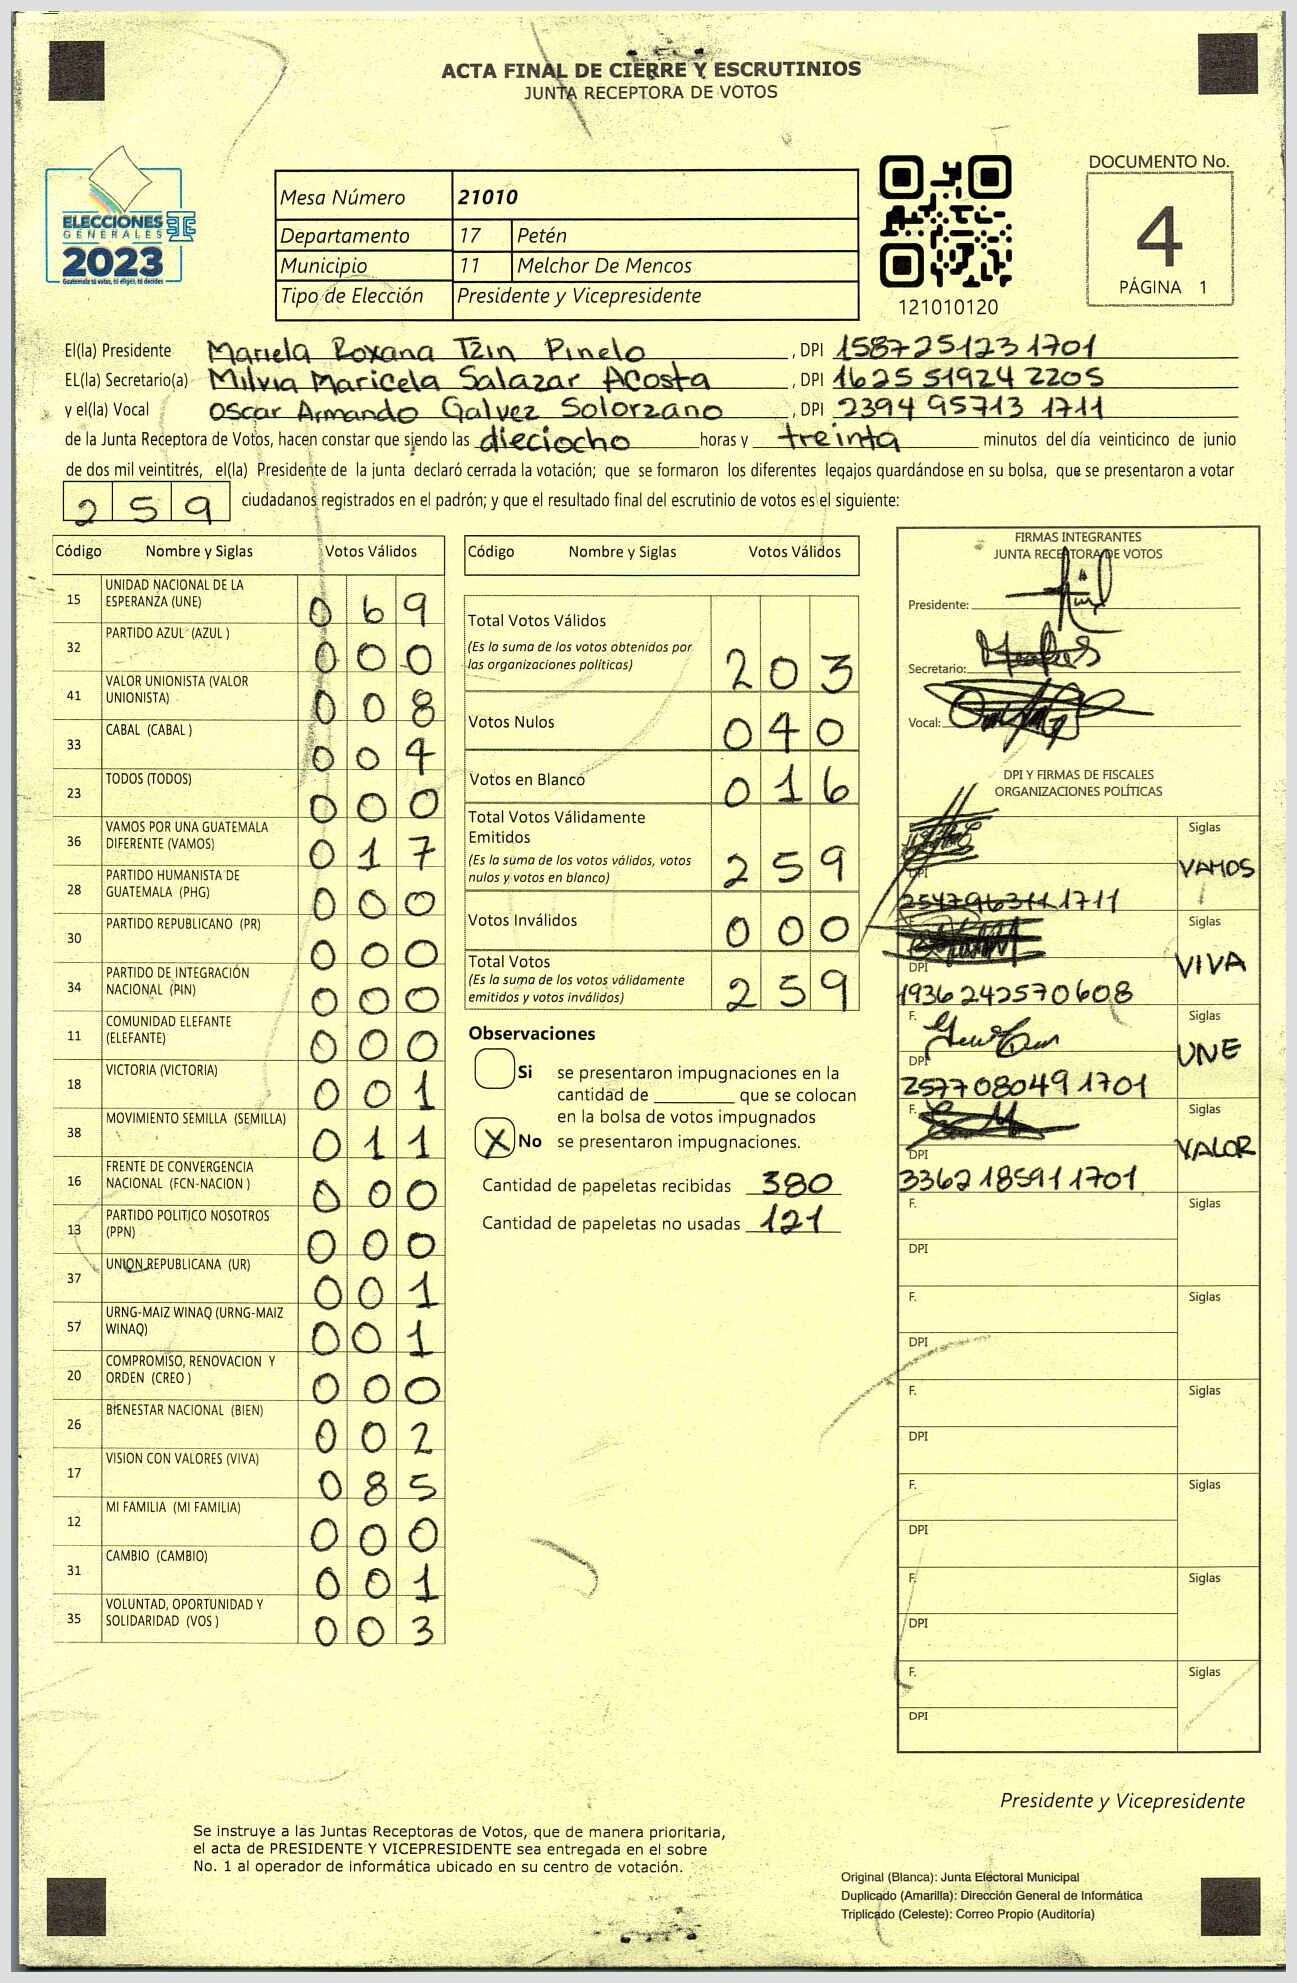 ACTA FINAL DE CIERRE Y ESCRUTINIOS
JUNTA RECEPTORA DE VOTOS
ELECCIONES
GENERALES
2023
Guatemala tú votas, tú eliges, tú decides
Mesa Número 21010
Departamento 17 Petén
Municipio 11 Melchor De Mencos
Tipo de Elección Presidente y Vicepresidente
121010120
DOCUMENTO No.
4
PÁGINA 1
El(la) Presidente Mariela Roxana Tzin Pinelo , DPI 1587251231701
EL(la) Secretario(a) Milvia Maricela Salazar Acosta , DPI 1625 51924 2205
y el(la) Vocal Oscar Armando Galvez Solorzano , DPI 2394 95713 1711
de la Junta Receptora de Votos, hacen constar que siendo las dieciocho horas y treinta minutos del día veinticinco de junio
de dos mil veintitrés, el(la) Presidente de la junta declaró cerrada la votación; que se formaron los diferentes legajos quardándose en su bolsa, que se presentaron a votar
259 ciudadanos registrados en el padrón; y que el resultado final del escrutinio de votos es el siguiente:
Código Nombre y Siglas Votos Válidos
15 UNIDAD NACIONAL DE LA ESPERANZA (UNE) 069
32 PARTIDO AZUL (AZUL ) 000
41 VALOR UNIONISTA (VALOR UNIONISTA) 008
33 CABAL (CABAL ) 004
23 TODOS (TODOS) 000
36 VAMOS POR UNA GUATEMALA DIFERENTE (VAMOS) 017
28 PARTIDO HUMANISTA DE GUATEMALA (PHG) 000
30 PARTIDO REPUBLICANO (PR) 000
34 PARTIDO DE INTEGRACIÓN NACIONAL (PIN) 000
11 COMUNIDAD ELEFANTE (ELEFANTE) 000
18 VICTORIA (VICTORIA) 001
38 MOVIMIENTO SEMILLA (SEMILLA) 011
16 FRENTE DE CONVERGENCIA NACIONAL (FCN-NACION ) 000
13 PARTIDO POLITICO NOSOTROS (PPN) 000
37 UNION REPUBLICANA (UR) 001
57 URNG-MAIZ WINAQ (URNG-MAIZ WINAQ) 001
20 COMPROMISO, RENOVACION Y ORDEN (CREO ) 000
26 BIENESTAR NACIONAL (BIEN) 002
17 VISION CON VALORES (VIVA) 085
12 MI FAMILIA (MI FAMILIA) 000
31 CAMBIO (CAMBIO) 001
35 VOLUNTAD, OPORTUNIDAD Y SOLIDARIDAD (VOS ) 003
Código Nombre y Siglas Votos Válidos
Total Votos Válidos 203
(Es la suma de los votos obtenidos por
las organizaciones políticas)
Votos Nulos 040
Votos en Blanco 016
Total Votos Válidamente
Emitidos 259
(Es la suma de los votos válidos, votos
nulos y votos en blanco)
Votos Inválidos 000
Total Votos 259
(Es la suma de los votos válidamente
emitidos y votos inválidos)
Observaciones
Si se presentaron impugnaciones en la
cantidad de ________ que se colocan
en la bolsa de votos impugnados
X No se presentaron impugnaciones.
Cantidad de papeletas recibidas 380
Cantidad de papeletas no usadas 121
FIRMAS INTEGRANTES
JUNTA RECEPTORA DE VOTOS
Presidente:
Secretario:
Vocal:
DPI Y FIRMAS DE FISCALES
ORGANIZACIONES POLÍTICAS
Siglas
VAMOS
DPI
2547963111711
Siglas
VIVA
DPI
1936242570608
F. Siglas
UNE
DPI
2577080491701
F. Siglas
VALOR
DPI
3362185911701
F. Siglas
DPI
F. Siglas
DPI
F. Siglas
DPI
F. Siglas
DPI
F. Siglas
DPI
F. Siglas
DPI
Presidente y Vicepresidente
Se instruye a las Juntas Receptoras de Votos, que de manera prioritaria,
el acta de PRESIDENTE Y VICEPRESIDENTE sea entregada en el sobre
No. 1 al operador de informática ubicado en su centro de votación.
Original (Blanca): Junta Electoral Municipal
Duplicado (Amarilla): Dirección General de Informática
Triplicado (Celeste): Correo Propio (Auditoría)